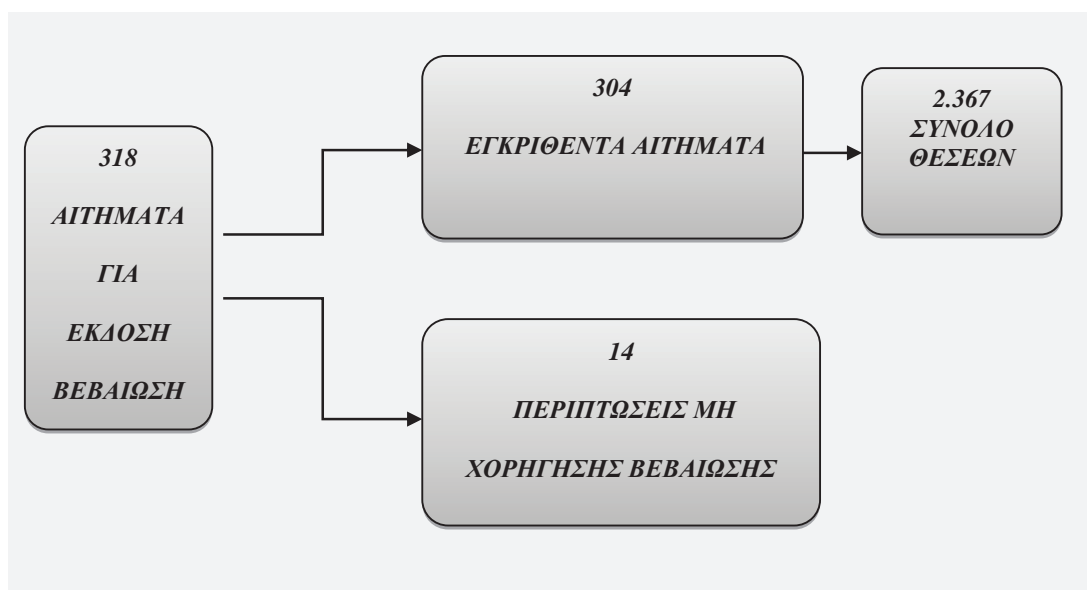 318
ΑΙΤΗΜΑΤΑ
ΓΙΑ
ΕΚΔΟΣΗ
ΒΕΒΑΙΩΣΗ
304
ΕΓΚΡΙΘΕΝΤΑ ΑΙΤΗΜΑΤΑ
2.367
ΣΥΝΟΛΟ
ΘΕΣΕΩΝ
14
ΠΕΡΙΠΤΩΣΕΙΣ ΜΗ
ΧΟΡΗΓΗΣΗΣ ΒΕΒΑΙΩΣΗΣ